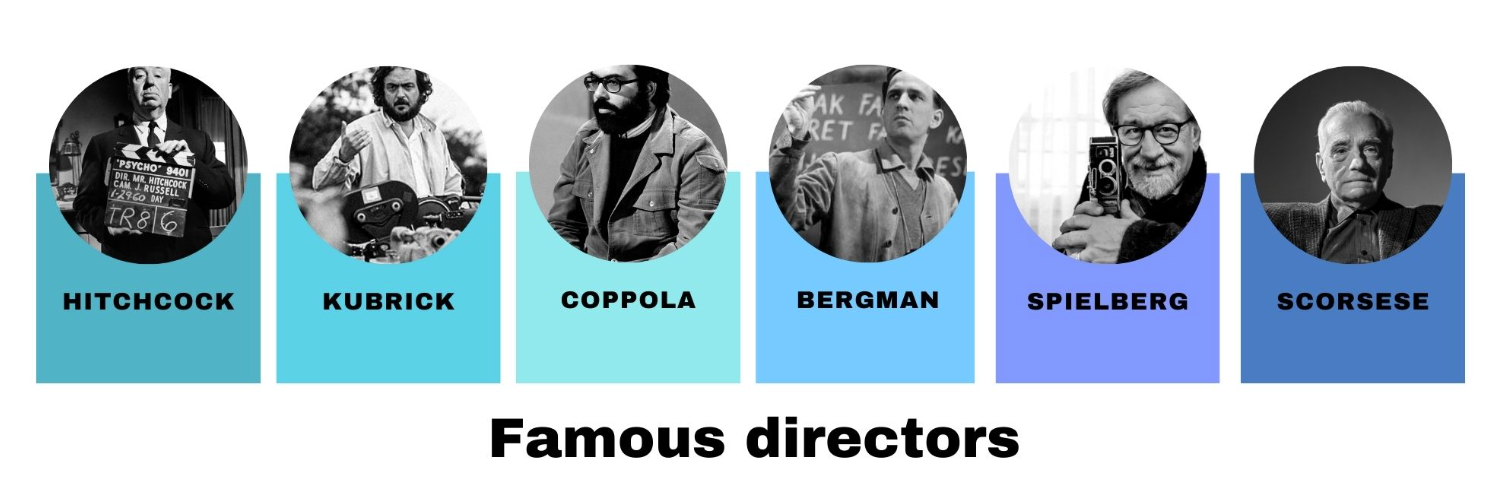 'PSYCHO' 9401
DIR. MR. HITCHCOCK
CAM. J. RUSSELL
1-29-60 DAY
TR8 6
AK FA
RET FA K
ES
HITCHCOCK
KUBRICK
COPPOLA
BERGMAN
SPIELBERG
SCORSESE
Famous directors